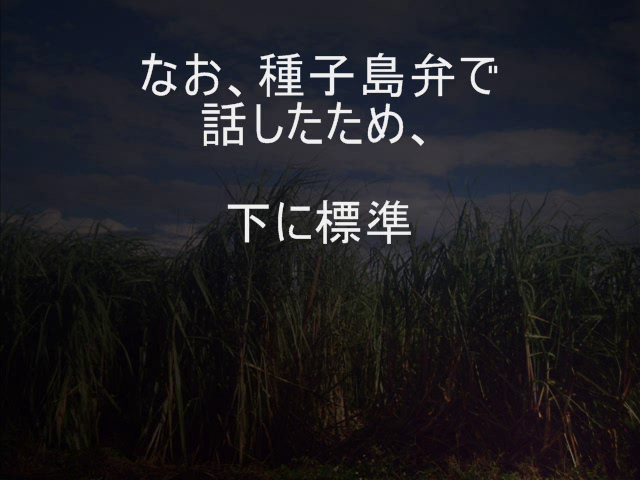 なお、種子島弁で
話したため、
下に標準